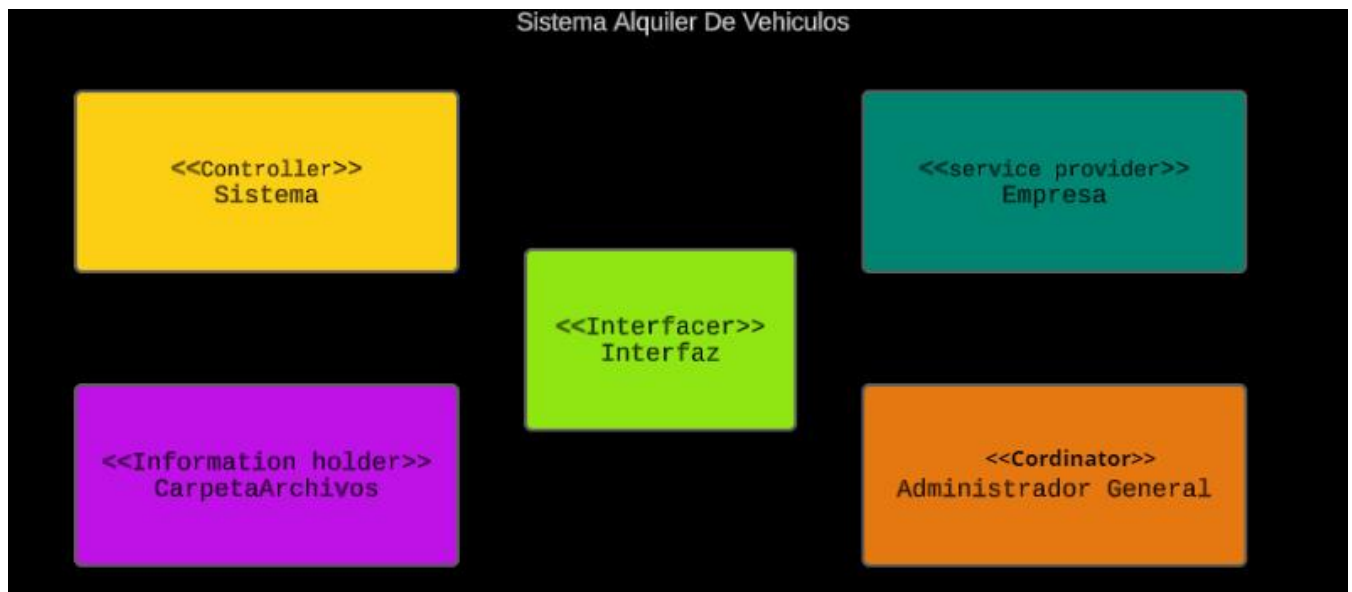 Sistema Alquiler De Vehiculos
<<Controller>>
Sistema
<<service provider>>
Empresa
<<Interfacer>>
Interfaz
<<Information holder>>
CarpetaArchivos
<<Cordinator>>
Administrador General